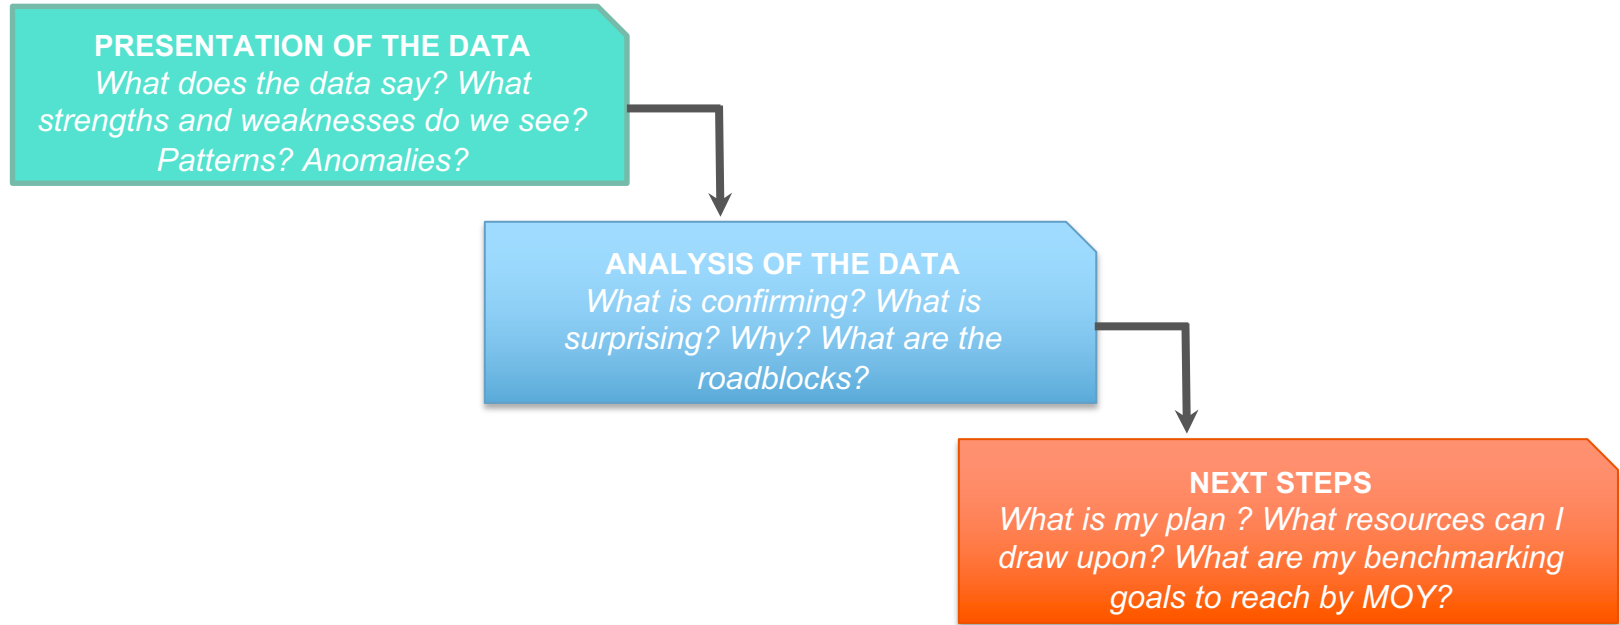 PRESENTATION OF THE DATA
What does the data say? What
strengths and weaknesses do we see?
Patterns? Anomalies?
ANALYSIS OF THE DATA
What is confirming? What is
surprising? Why? What are the
roadblocks?
NEXT STEPS
What is my plan ? What resources can I
draw upon? What are my benchmarking
goals to reach by MOY?